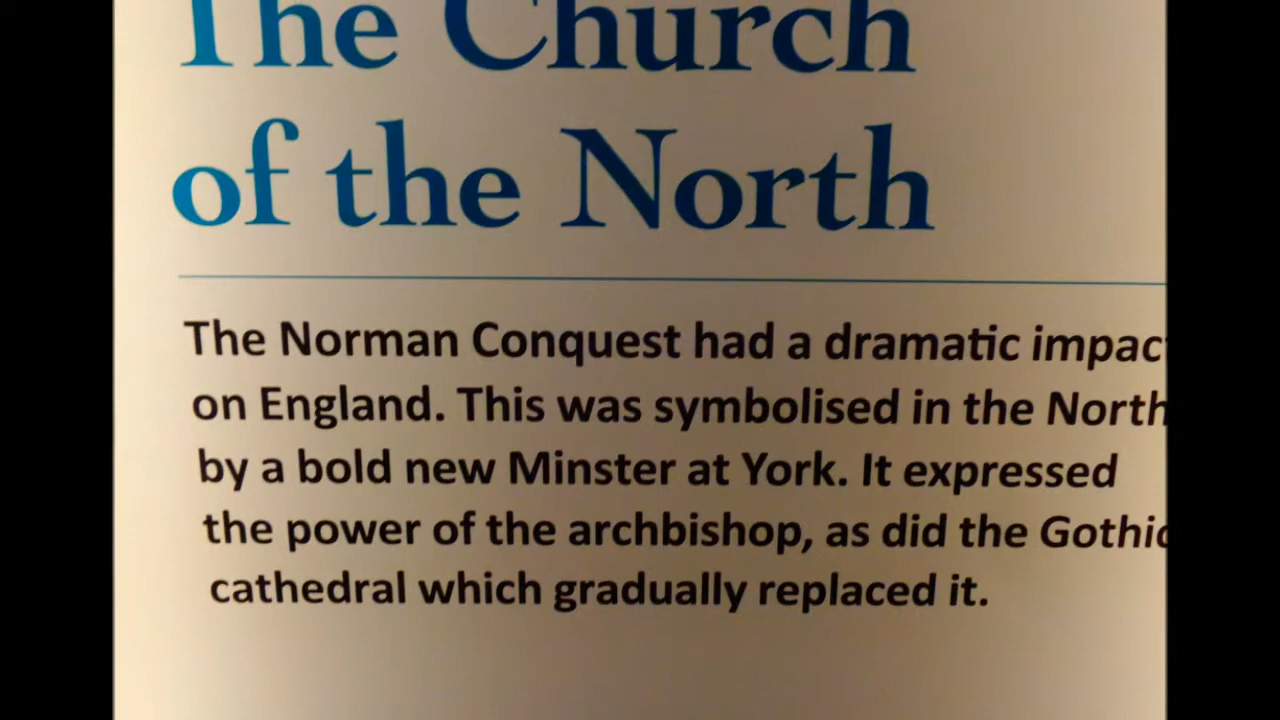 The Church
of the North
The Norman Conquest had a dramatic impac
on England. This was symbolised in the North
by a bold new Minster at York. It expressed
the power of the archbishop, as did the Gothic
cathedral which gradually replaced it.